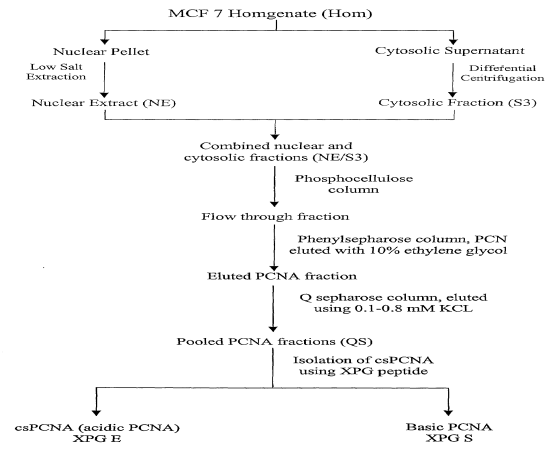 MCF 7 Homgenate (Hom)
Nuclear Pellet
Cytosolic Supernatant
Low Salt
Extraction
Differential
Centrifugation
Nuclear Extract (NE)
Cytosolic Fraction (S3)
Combined nuclear and
cytosolic fractions (NE/S3)
Phosphocellulose
column
Flow through fraction
Phenylsepharose column, PCN
eluted with 10% ethylene glycol
Eluted PCNA fraction
Q sepharose column, eluted
using 0.1-0.8 mM KCL
Pooled PCNA fractions (QS)
Isolation of csPCNA
using XPG peptide
csPCNA (acidic PCNA)
XPG E
Basic PCNA
XPG S